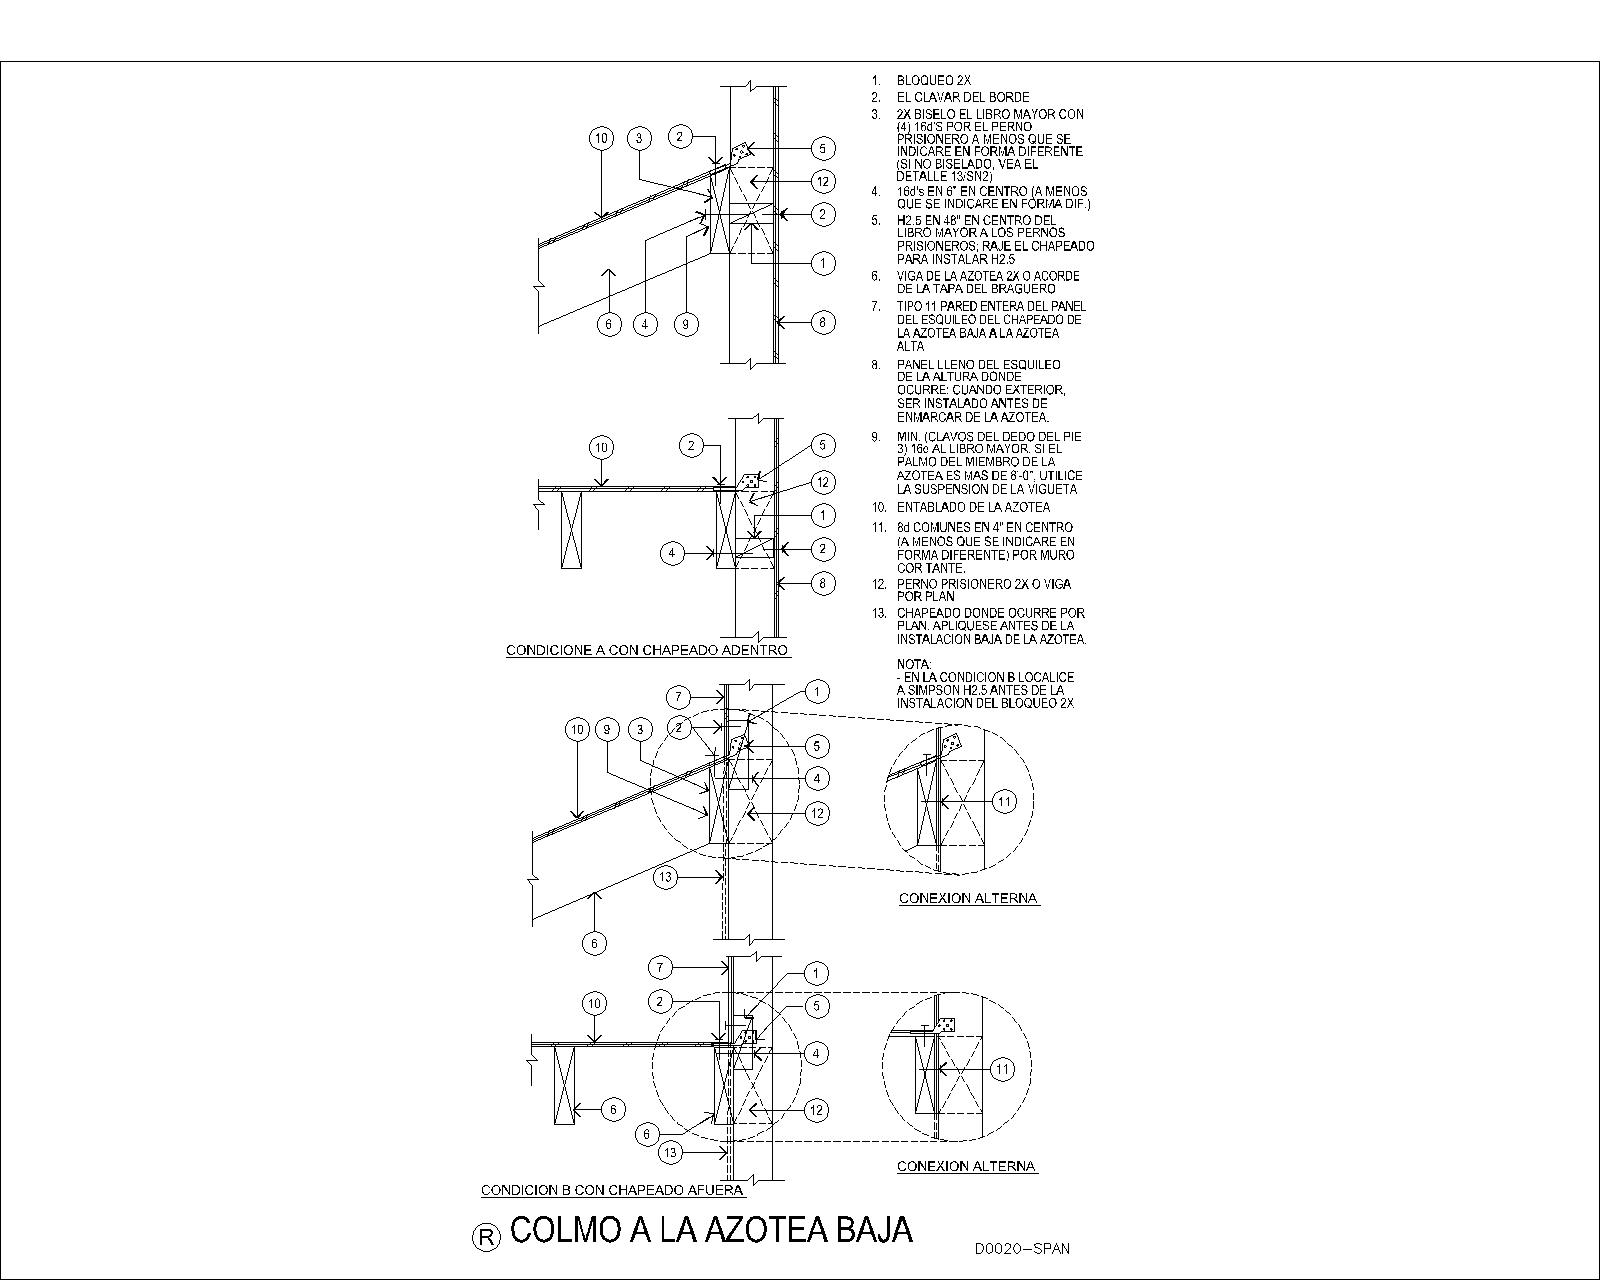 1. BLOQUEO 2X
2. EL CLAVAR DEL BORDE
3. 2X BISELO EL LIBRO MAYOR CON
(4) 16d'S POR EL PERNO
PRISIONERO A MENOS QUE SE
INDICARE EN FORMA DIFERENTE
(SI NO BISELADO, VEA EL
DETALLE 13/SN2)
4. 16d's EN 6" EN CENTRO (A MENOS
QUE SE INDICARE EN FORMA DIF.)
5. H2.5 EN 48" EN CENTRO DEL
LIBRO MAYOR A LOS PERNOS
PRISIONEROS; RAJE EL CHAPEADO
PARA INSTALAR H2.5
6. VIGA DE LA AZOTEA 2X O ACORDE
DE LA TAPA DEL BRAGUERO
7. TIPO 11 PARED ENTERA DEL PANEL
DEL ESQUILEO DEL CHAPEADO DE
LA AZOTEA BAJA A LA AZOTEA
ALTA
8. PANEL LLENO DEL ESQUILEO
DE LA ALTURA DONDE
OCURRE: CUANDO EXTERIOR,
SER INSTALADO ANTES DE
ENMARCAR DE LA AZOTEA.
9. MIN. (CLAVOS DEL DEDO DEL PIE
3) 16d AL LIBRO MAYOR. SI EL
PALMO DEL MIEMBRO DE LA
AZOTEA ES MAS DE 8'-0", UTILICE
LA SUSPENSION DE LA VIGUETA
10. ENTABLADO DE LA AZOTEA
11. 8d COMUNES EN 4" EN CENTRO
(A MENOS QUE SE INDICARE EN
FORMA DIFERENTE) POR MURO
COR TANTE.
12. PERNO PRISIONERO 2X O VIGA
POR PLAN
13. CHAPEADO DONDE OCURRE POR
PLAN. APLIQUESE ANTES DE LA
INSTALACION BAJA DE LA AZOTEA.
NOTA:
- EN LA CONDICION B LOCALICE
A SIMPSON H2.5 ANTES DE LA
INSTALACION DEL BLOQUEO 2X
10 3 2 5
12
2
1
6 4 9 8
10 2 5
12
1
4 2
8
CONDICIONE A CON CHAPEADO ADENTRO
7 1
10 9 3 2
5
4
12 11
13
6
CONEXION ALTERNA
7 1
10 2 5
4
11
6 12
6
13
CONEXION ALTERNA
CONDICION B CON CHAPEADO AFUERA
R COLMO A LA AZOTEA BAJA
D0020-SPAN